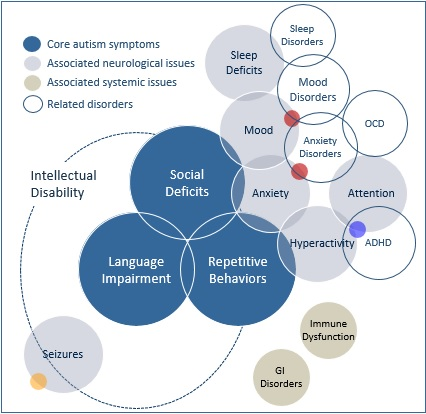 Core autism symptoms
Associated neurological issues
Associated systemic issues
Related disorders
Sleep
Disorders
Sleep
Deficits
Mood
Disorders
Mood
OCD
Anxiety
Disorders
Intellectual
Disability
Social
Deficits
Anxiety
Attention
Hyperactivity
ADHD
Language
Impairment
Repetitive
Behaviors
Immune
Dysfunction
Seizures
GI
Disorders